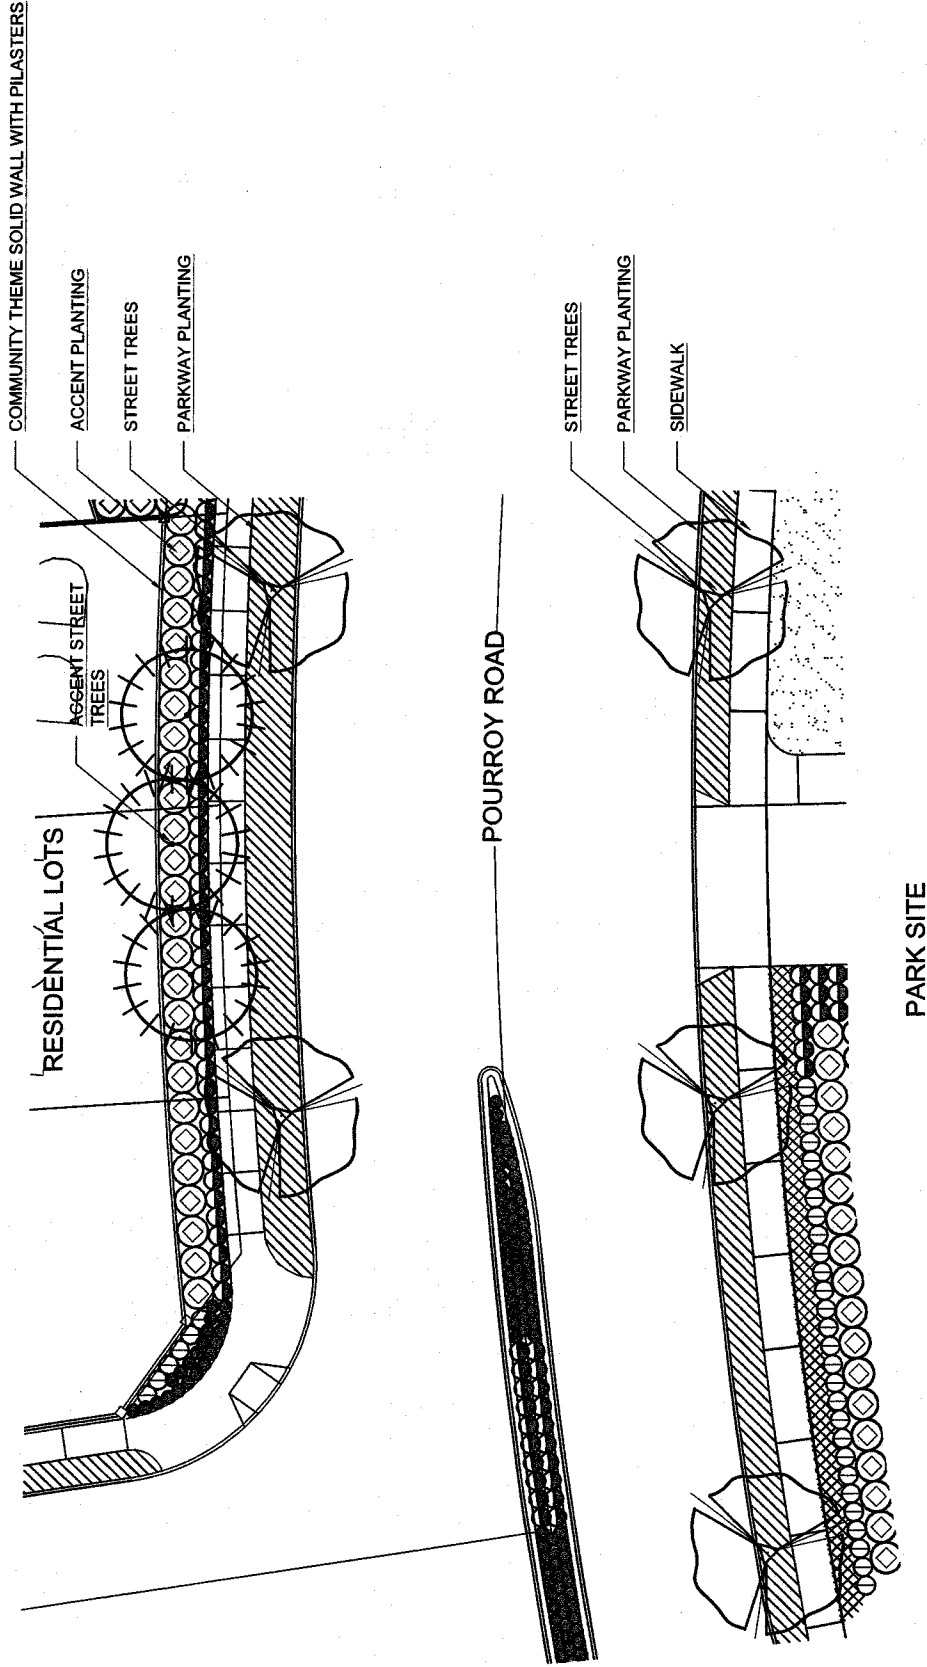 COMMUNITY THEME SOLID WALL WITH PILASTERS
ACCENT PLANTING
STREET TREES
PARKWAY PLANTING
ACCENT STREET
TREES
RESIDENTIAL LOTS
POURROY ROAD
STREET TREES
PARKWAY PLANTING
SIDEWALK
PARK SITE